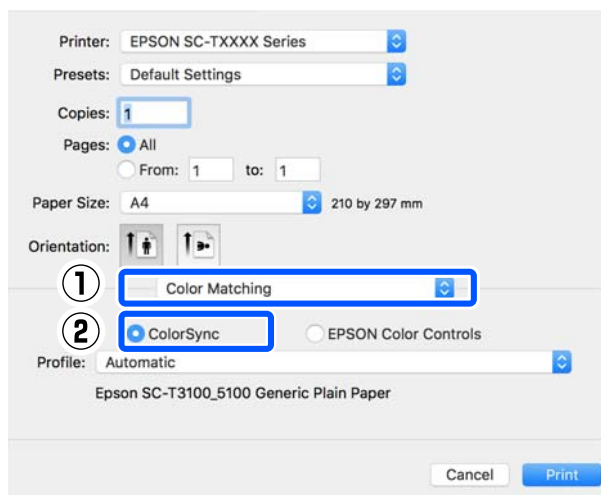 Printer: EPSON SC-TXXXX Series
Presets: Default Settings
Copies: 1
Pages: All
From: 1 to: 1
Paper Size: A4 210 by 297 mm
Orientation:
① Color Matching
② ColorSync EPSON Color Controls
Profile: Automatic
Epson SC-T3100_5100 Generic Plain Paper
Cancel Print